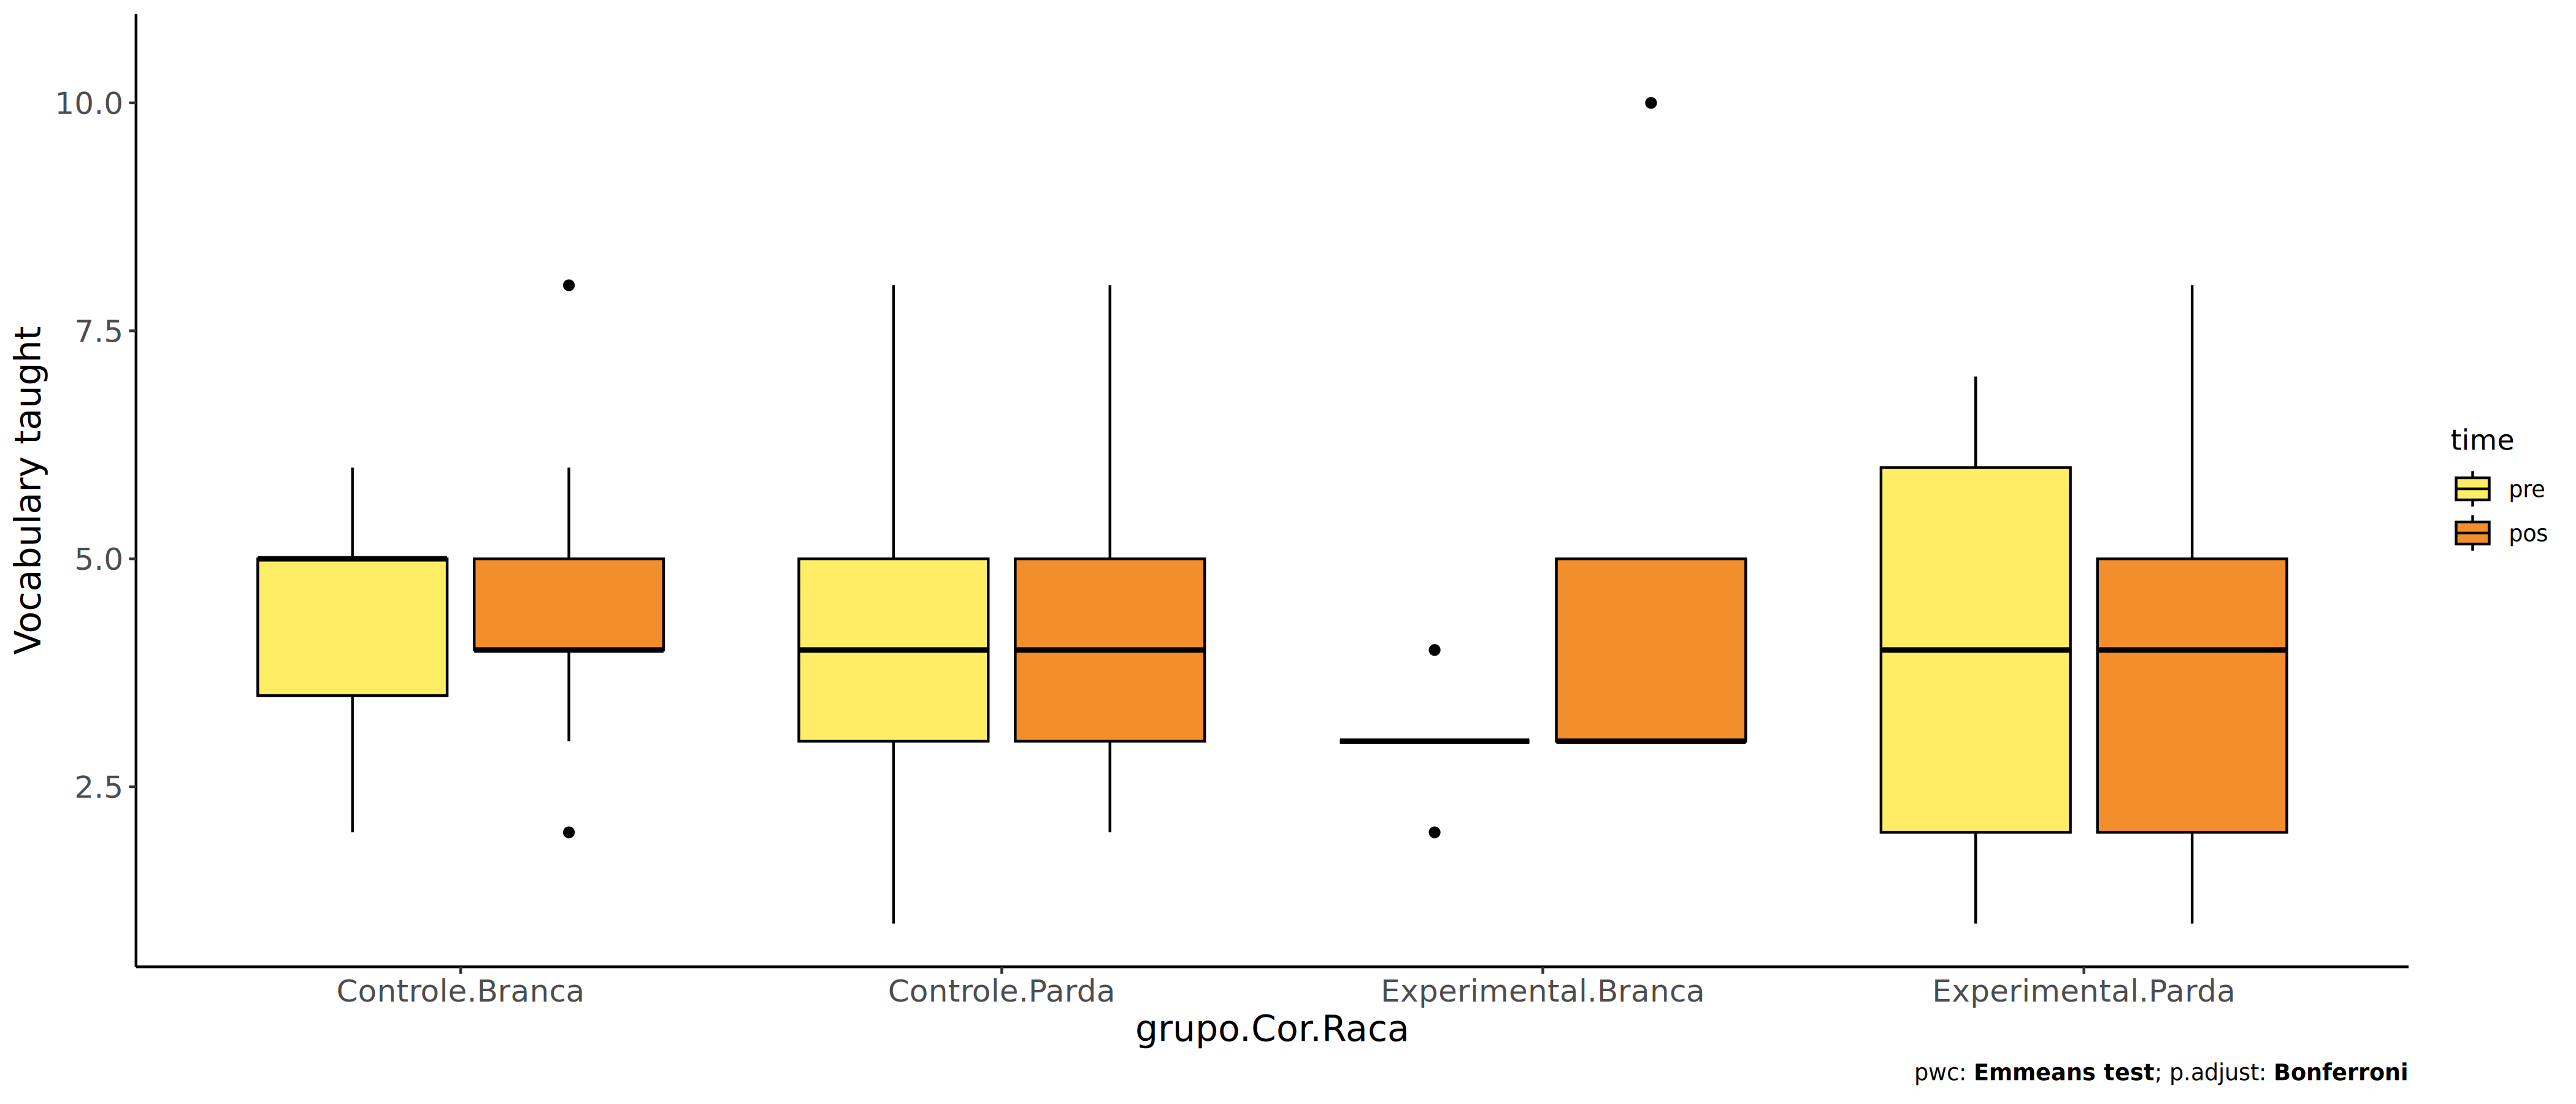 Vocabulary taught
10.0
7.5
5.0
2.5
Controle.Branca
Controle.Parda
Experimental.Branca
Experimental.Parda
grupo.Cor.Raca
time
pre
pos
pwc: Emmeans test; p.adjust: Bonferroni